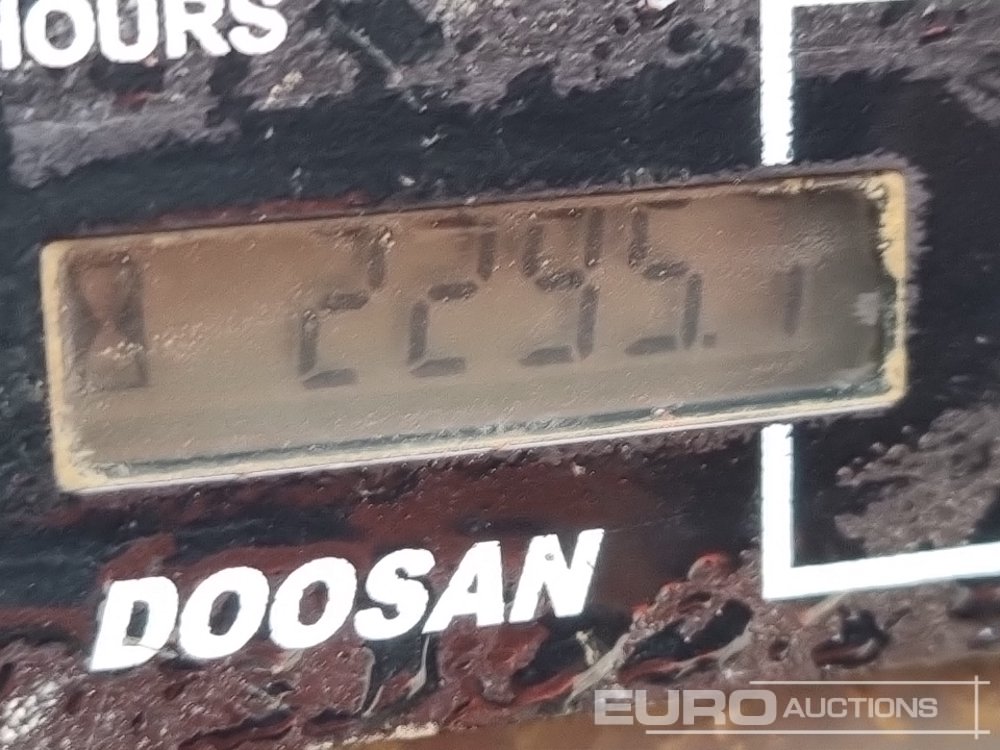 HOURS
2295.1
DOOSAN
EURO AUCTIONS